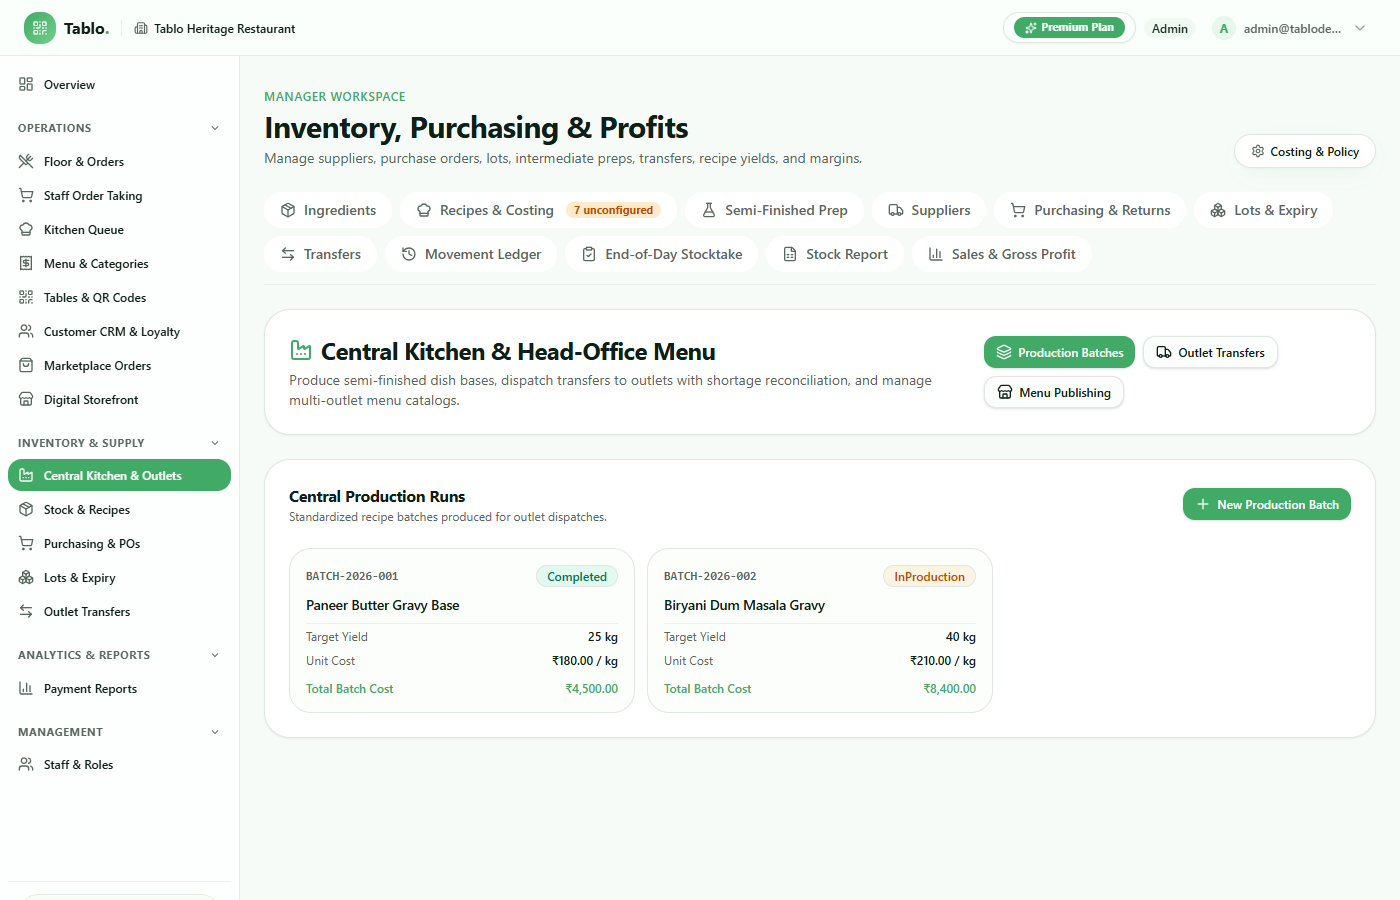 Tablo.
Tablo Heritage Restaurant
Premium Plan
Admin
A
admin@tablode...
Overview
OPERATIONS
Floor & Orders
Staff Order Taking
Kitchen Queue
Menu & Categories
Tables & QR Codes
Customer CRM & Loyalty
Marketplace Orders
Digital Storefront
INVENTORY & SUPPLY
Central Kitchen & Outlets
Stock & Recipes
Purchasing & POs
Lots & Expiry
Outlet Transfers
ANALYTICS & REPORTS
Payment Reports
MANAGEMENT
Staff & Roles
MANAGER WORKSPACE
Inventory, Purchasing & Profits
Manage suppliers, purchase orders, lots, intermediate preps, transfers, recipe yields, and margins.
Costing & Policy
Ingredients
Recipes & Costing 7 unconfigured
Semi-Finished Prep
Suppliers
Purchasing & Returns
Lots & Expiry
Transfers
Movement Ledger
End-of-Day Stocktake
Stock Report
Sales & Gross Profit
Central Kitchen & Head-Office Menu
Produce semi-finished dish bases, dispatch transfers to outlets with shortage reconciliation, and manage
multi-outlet menu catalogs.
Production Batches
Outlet Transfers
Menu Publishing
Central Production Runs
Standardized recipe batches produced for outlet dispatches.
New Production Batch
BATCH-2026-001 Completed
Paneer Butter Gravy Base
Target Yield 25 kg
Unit Cost ₹180.00 / kg
Total Batch Cost ₹4,500.00
BATCH-2026-002 InProduction
Biryani Dum Masala Gravy
Target Yield 40 kg
Unit Cost ₹210.00 / kg
Total Batch Cost ₹8,400.00